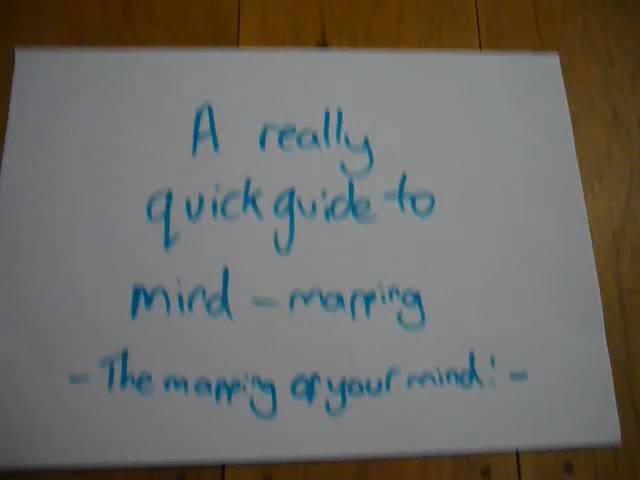 A really
quick guide to
mind - mapping
- The mapping of your mind! -